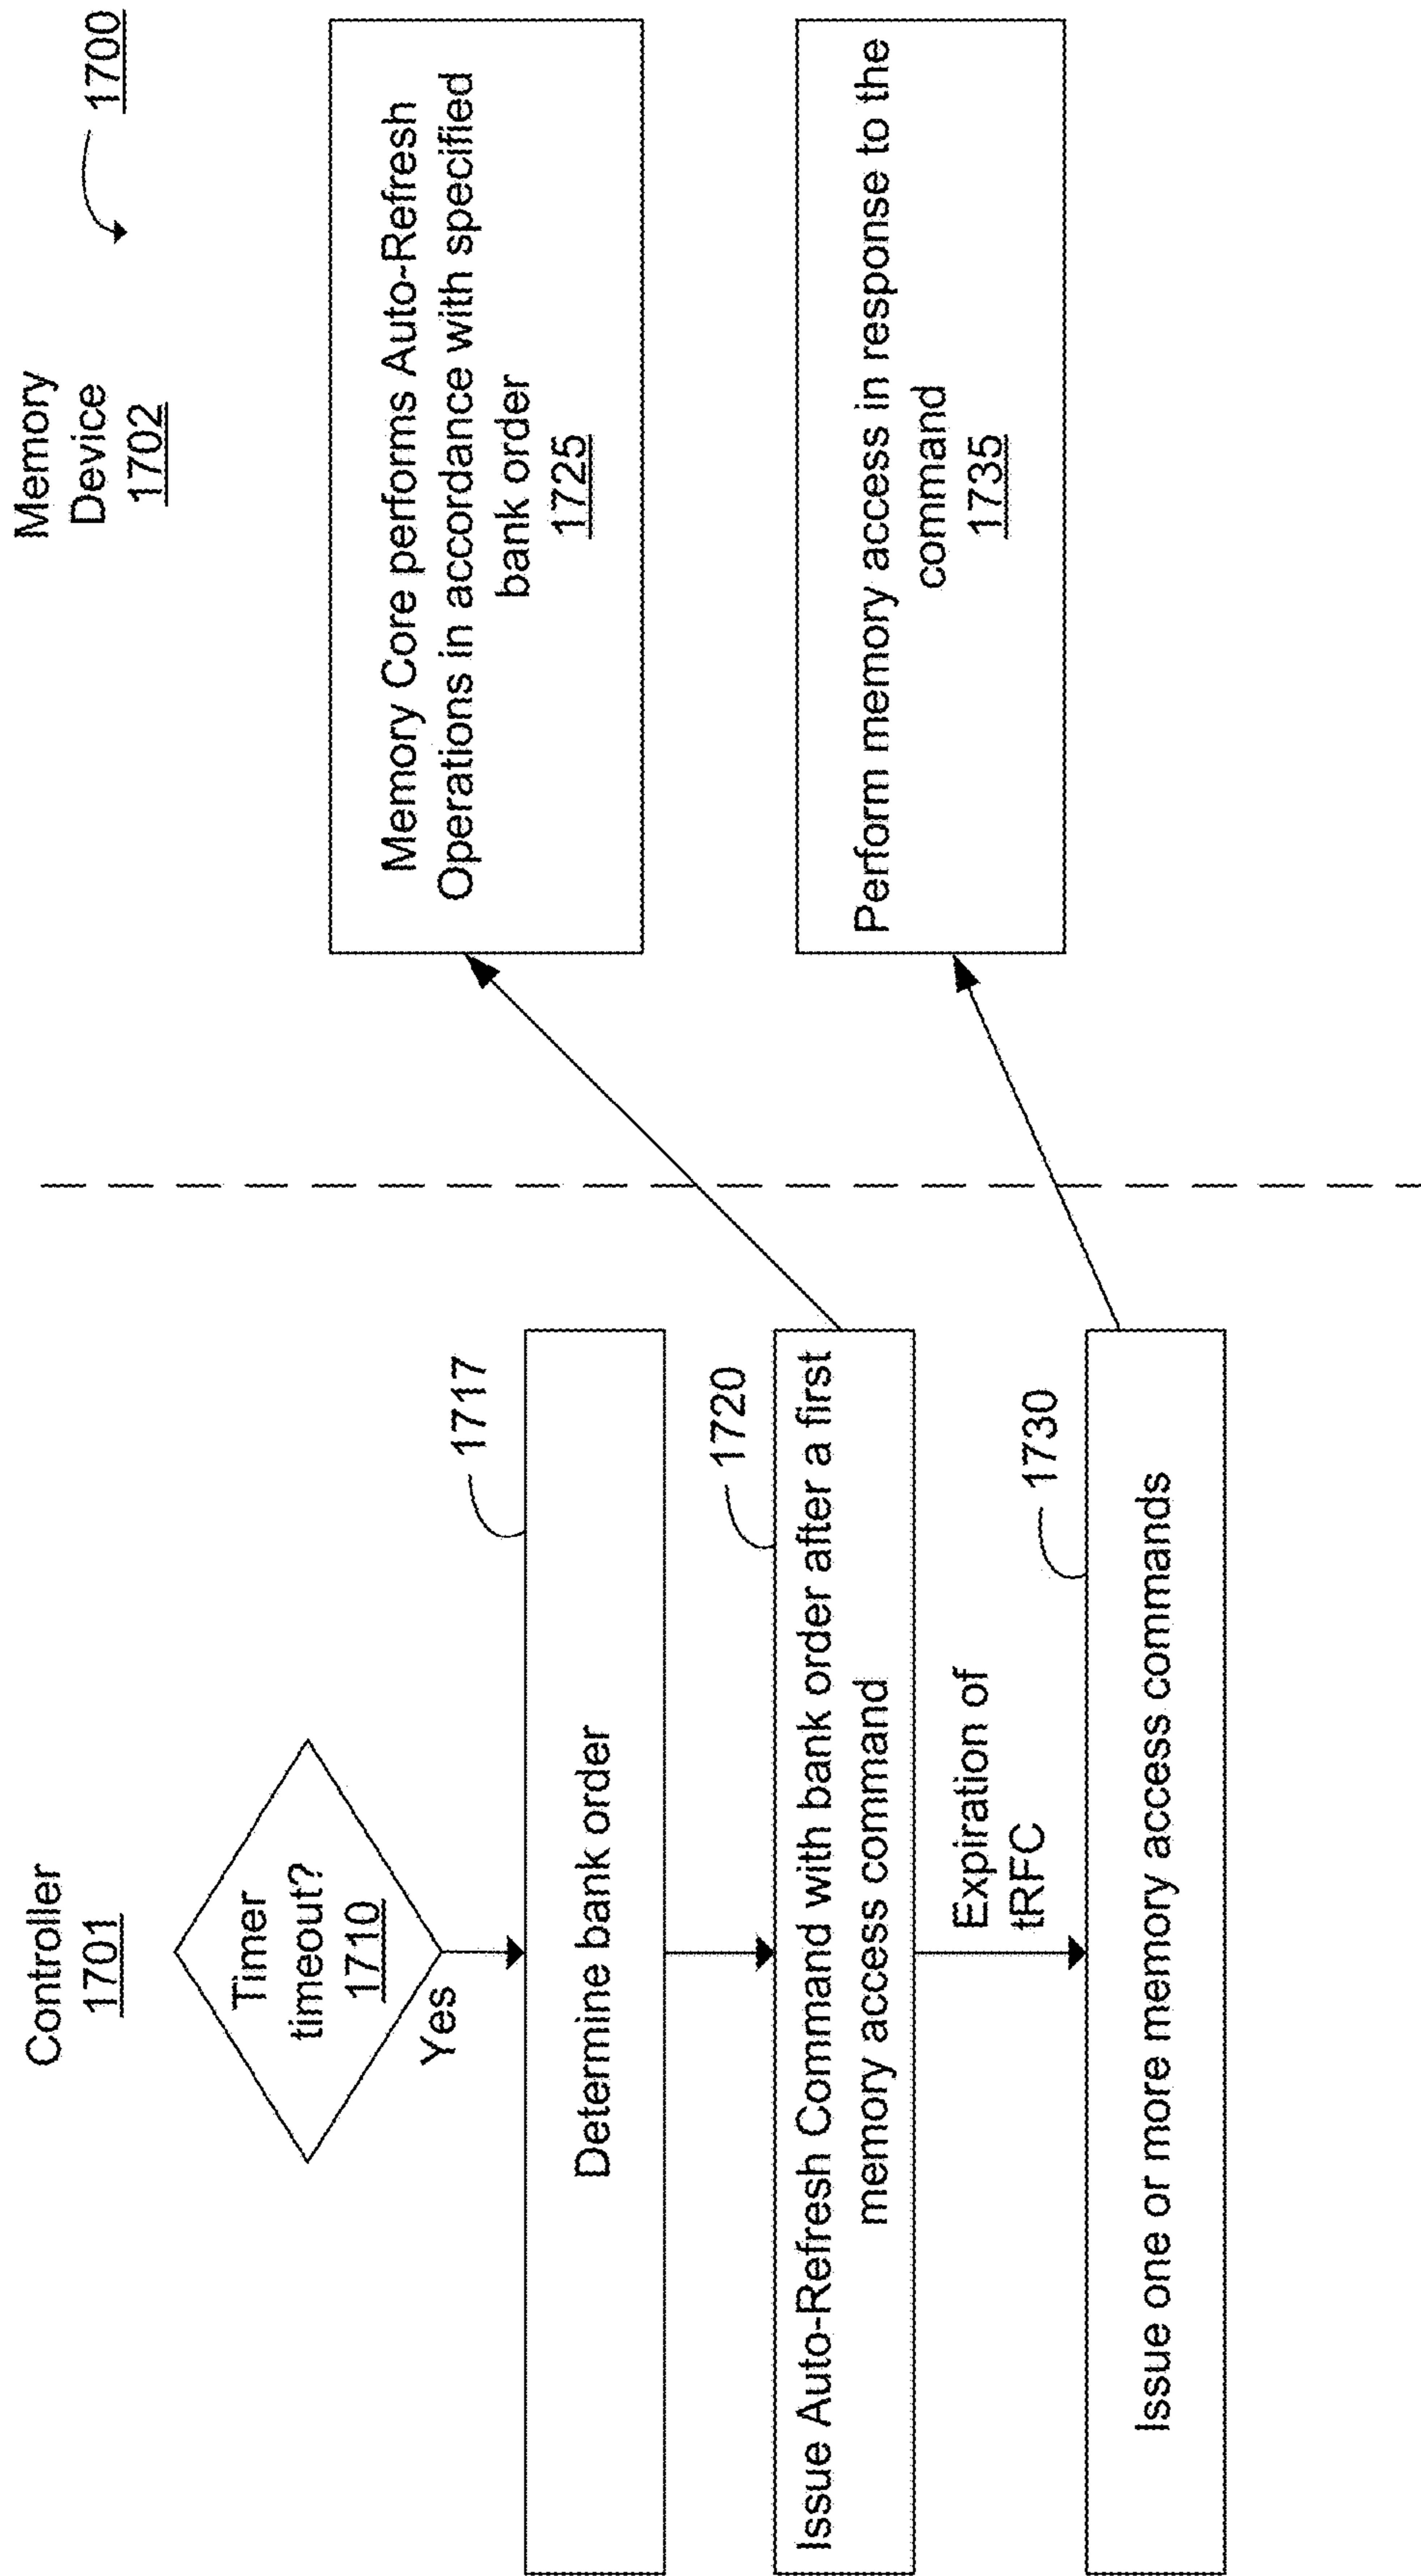 Controller
1701
Memory
Device
1702
1700
Timer
timeout?
1710
Yes
1717
Determine bank order
1720
Issue Auto-Refresh Command with bank order after a first
memory access command
Memory Core performs Auto-Refresh
Operations in accordance with specified
bank order
1725
Expiration of
tRFC
1730
Issue one or more memory access commands
Perform memory access in response to the
command
1735